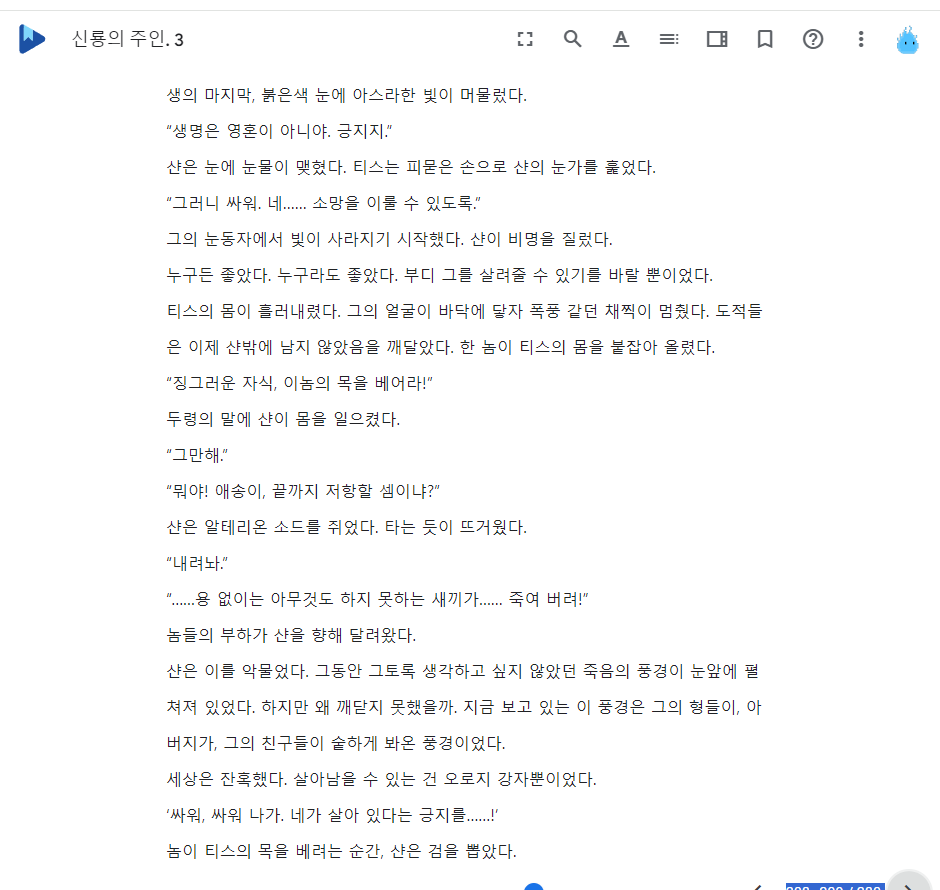 신룡의 주인. 3
생의 마지막, 붉은색 눈에 아스라한 빛이 머물렀다.
“생명은 영혼이 아니야. 긍지지.”
샨은 눈에 눈물이 맺혔다. 티스는 피묻은 손으로 샨의 눈가를 훑었다.
“그러니 싸워. 네...... 소망을 이룰 수 있도록.”
그의 눈동자에서 빛이 사라지기 시작했다. 샨이 비명을 질렀다.
누구든 좋았다. 누구라도 좋았다. 부디 그를 살려줄 수 있기를 바랄 뿐이었다.
티스의 몸이 흘러내렸다. 그의 얼굴이 바닥에 닿자 폭풍 같던 채찍이 멈췄다. 도적들
은 이제 샨밖에 남지 않았음을 깨달았다. 한 놈이 티스의 몸을 붙잡아 올렸다.
“징그러운 자식, 이놈의 목을 베어라!”
두령의 말에 샨이 몸을 일으켰다.
“그만해.”
“뭐야! 애송이, 끝까지 저항할 셈이냐?”
샨은 알테리온 소드를 쥐었다. 타는 듯이 뜨거웠다.
“내려놔.”
“......용 없이는 아무것도 하지 못하는 새끼가...... 죽여 버려!”
놈들의 부하가 샨을 향해 달려왔다.
샨은 이를 악물었다. 그동안 그토록 생각하고 싶지 않았던 죽음의 풍경이 눈앞에 펼
쳐져 있었다. 하지만 왜 깨닫지 못했을까. 지금 보고 있는 이 풍경은 그의 형들이, 아
버지가, 그의 친구들이 숱하게 봐온 풍경이었다.
세상은 잔혹했다. 살아남을 수 있는 건 오로지 강자뿐이었다.
‘싸워, 싸워 나가. 네가 살아 있다는 긍지를......!’
놈이 티스의 목을 베려는 순간, 샨은 검을 뽑았다.